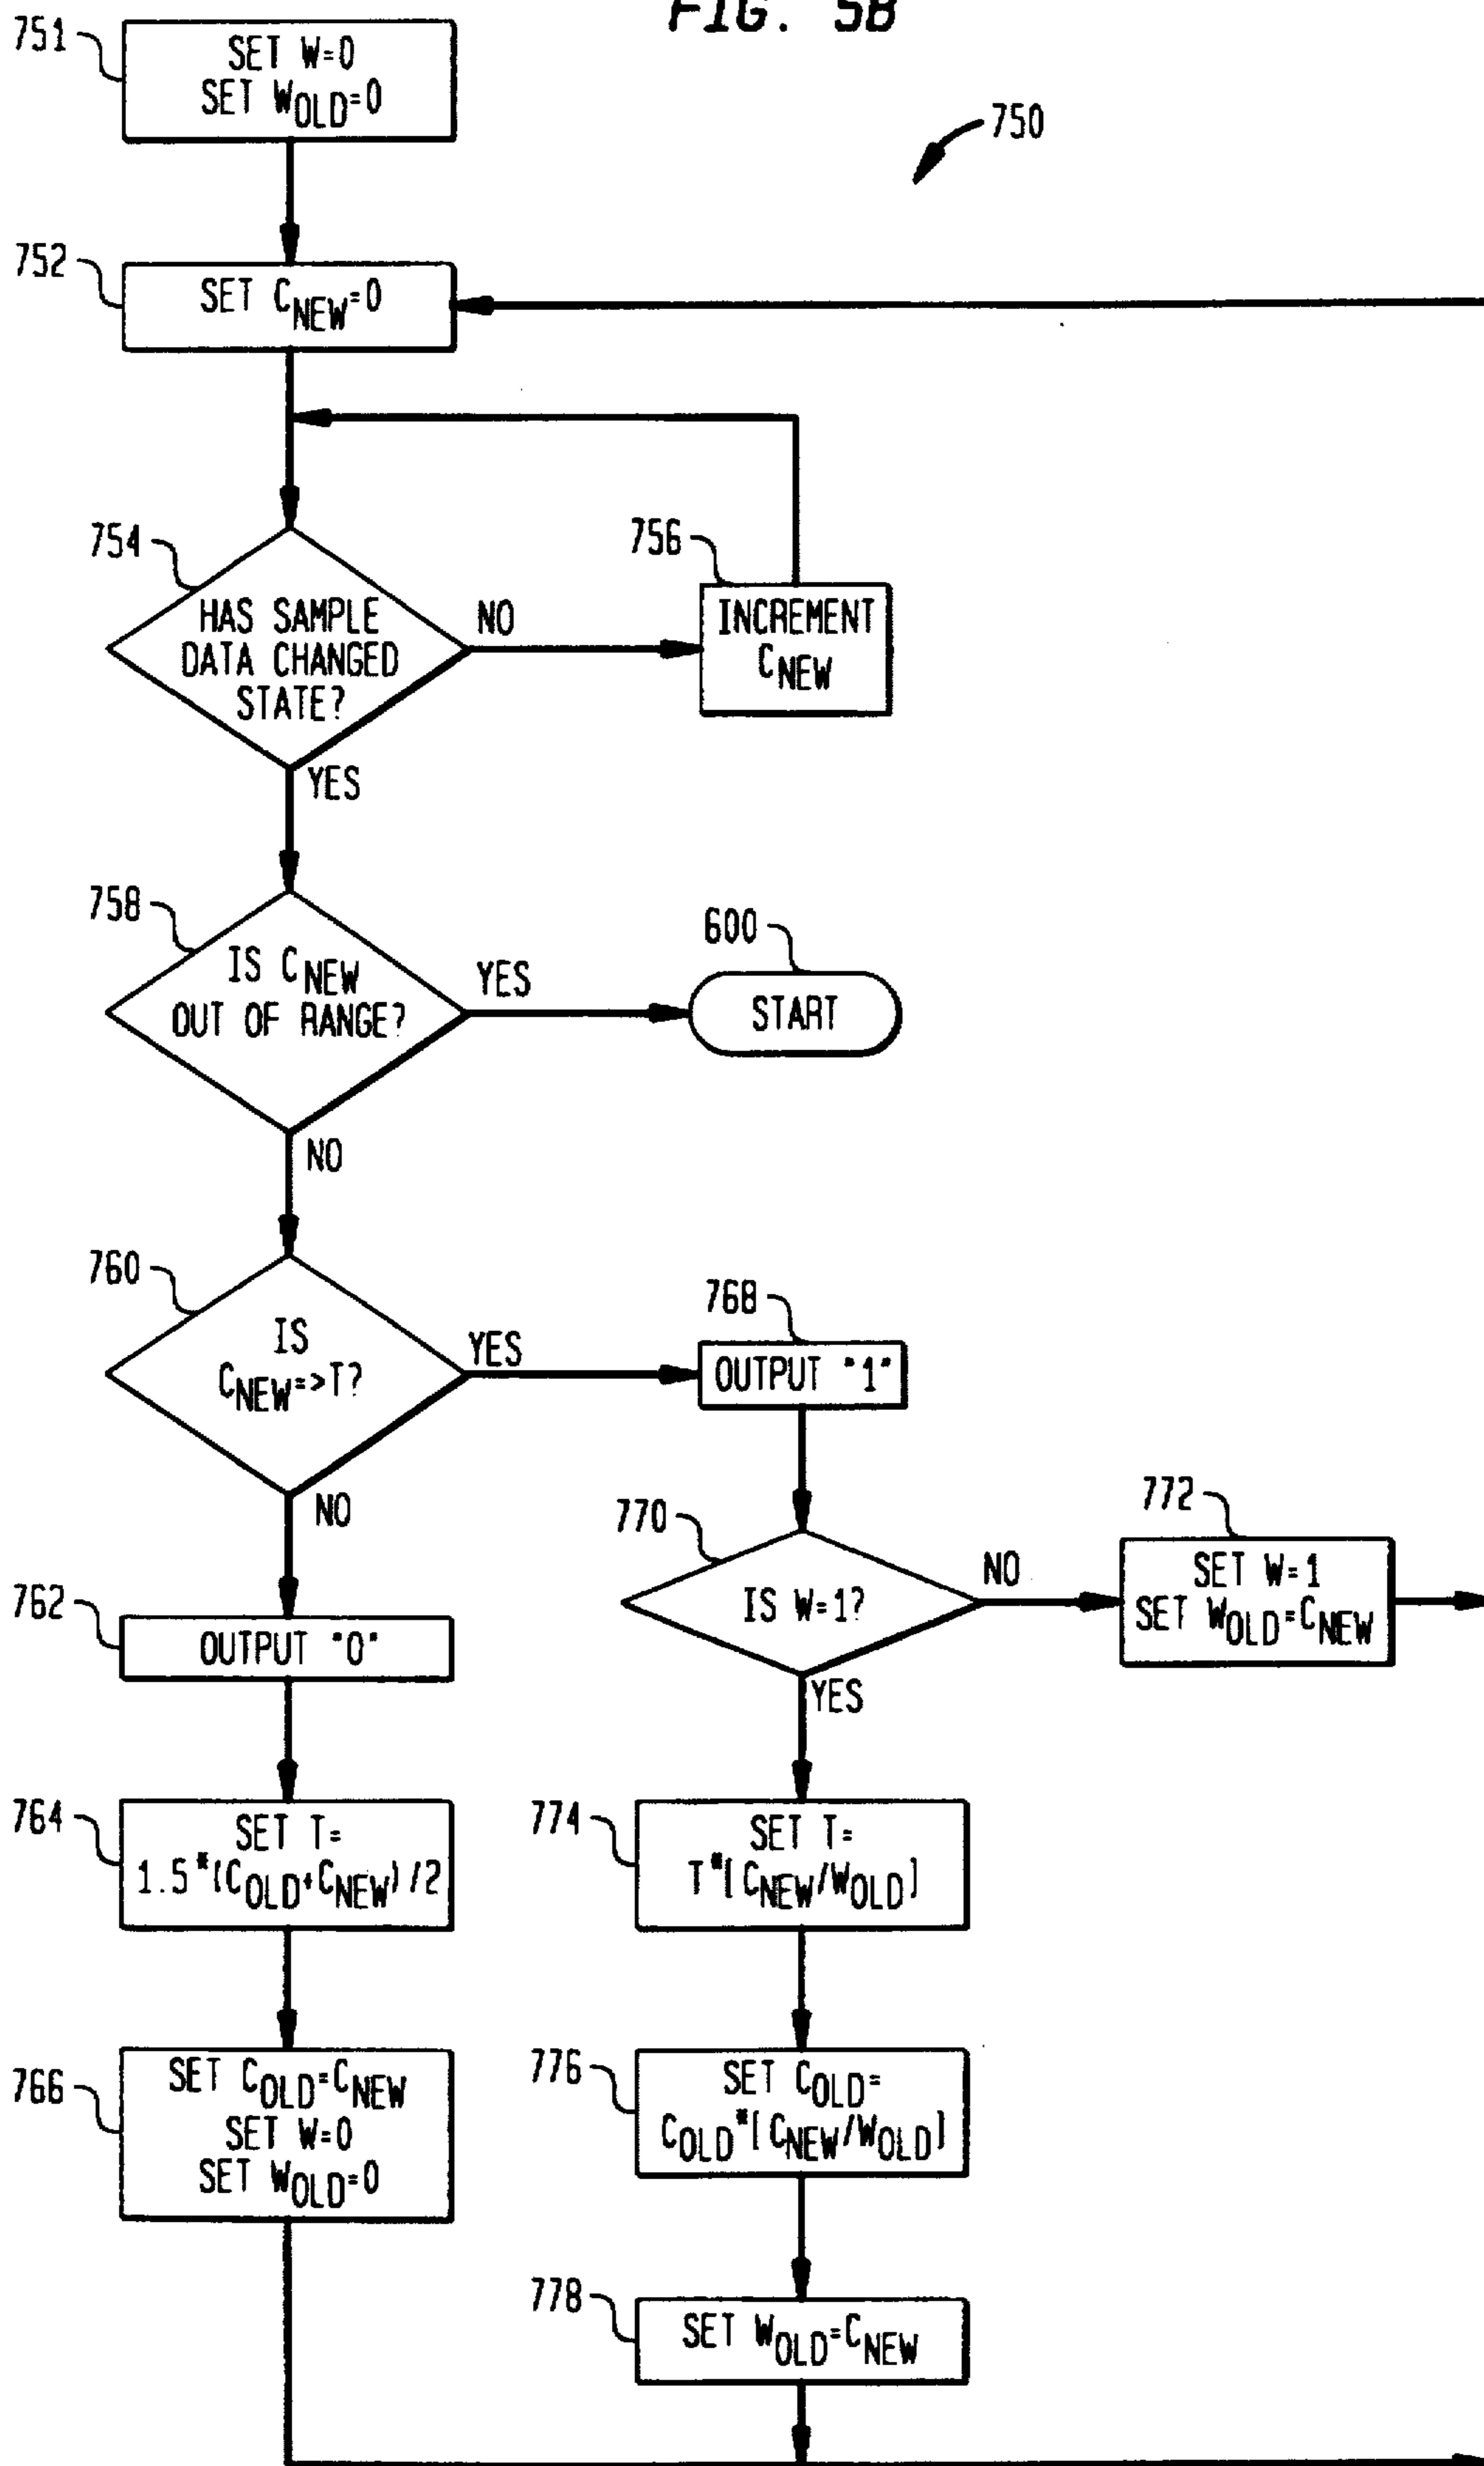 FIG. 5B
751
SET W=0
SET WOLD=0
750
752
SET CNEW=0
754
HAS SAMPLE
DATA CHANGED
STATE?
NO
756
INCREMENT
CNEW
YES
758
IS CNEW
OUT OF RANGE?
YES
600
START
NO
760
IS
CNEW=>T?
YES
768
OUTPUT "1"
NO
770
IS W=1?
NO
772
SET W=1
SET WOLD=CNEW
762
OUTPUT "0"
YES
764
SET T=
1.5*(COLD+CNEW)/2
774
SET T=
T*[CNEW/WOLD]
766
SET COLD=CNEW
SET W=0
SET WOLD=0
776
SET COLD=
COLD*[CNEW/WOLD]
778
SET WOLD=CNEW